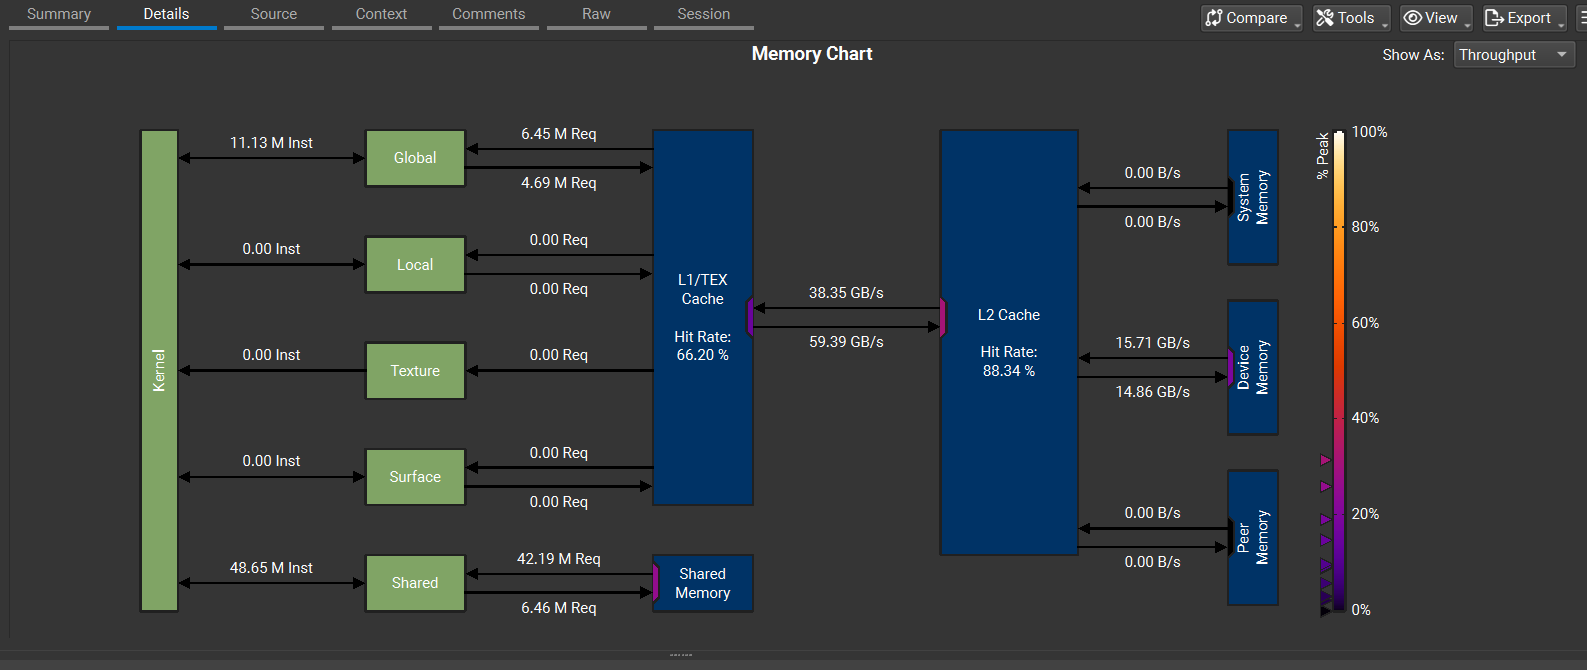 Summary Details Source Context Comments Raw Session Compare Tools View Export
Memory Chart
Show As: Throughput
Kernel
11.13 M Inst
Global
6.45 M Req
4.69 M Req
0.00 Inst
Local
0.00 Req
0.00 Req
0.00 Inst
Texture
0.00 Req
0.00 Inst
Surface
0.00 Req
0.00 Req
48.65 M Inst
Shared
42.19 M Req
6.46 M Req
L1/TEX
Cache
Hit Rate:
66.20 %
Shared
Memory
38.35 GB/s
59.39 GB/s
L2 Cache
Hit Rate:
88.34 %
0.00 B/s
0.00 B/s
System
Memory
15.71 GB/s
14.86 GB/s
Device
Memory
0.00 B/s
0.00 B/s
Peer
Memory
% Peak
100%
80%
60%
40%
20%
0%